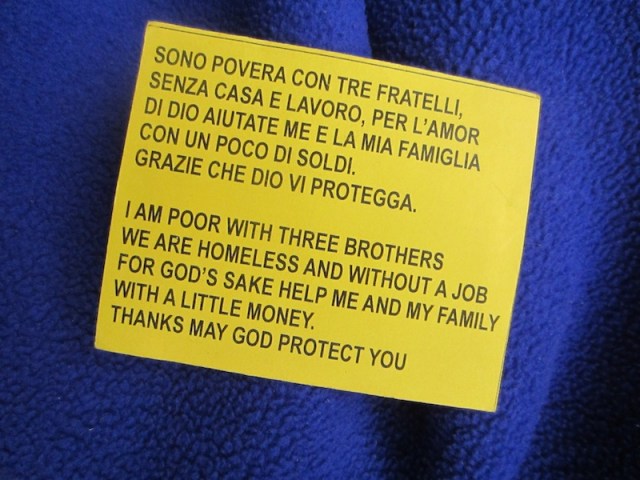 SONO POVERA CON TRE FRATELLI,
SENZA CASA E LAVORO, PER L'AMOR
DI DIO AIUTATE ME E LA MIA FAMIGLIA
CON UN POCO DI SOLDI.
GRAZIE CHE DIO VI PROTEGGA.
I AM POOR WITH THREE BROTHERS
WE ARE HOMELESS AND WITHOUT A JOB
FOR GOD'S SAKE HELP ME AND MY FAMILY
WITH A LITTLE MONEY.
THANKS MAY GOD PROTECT YOU